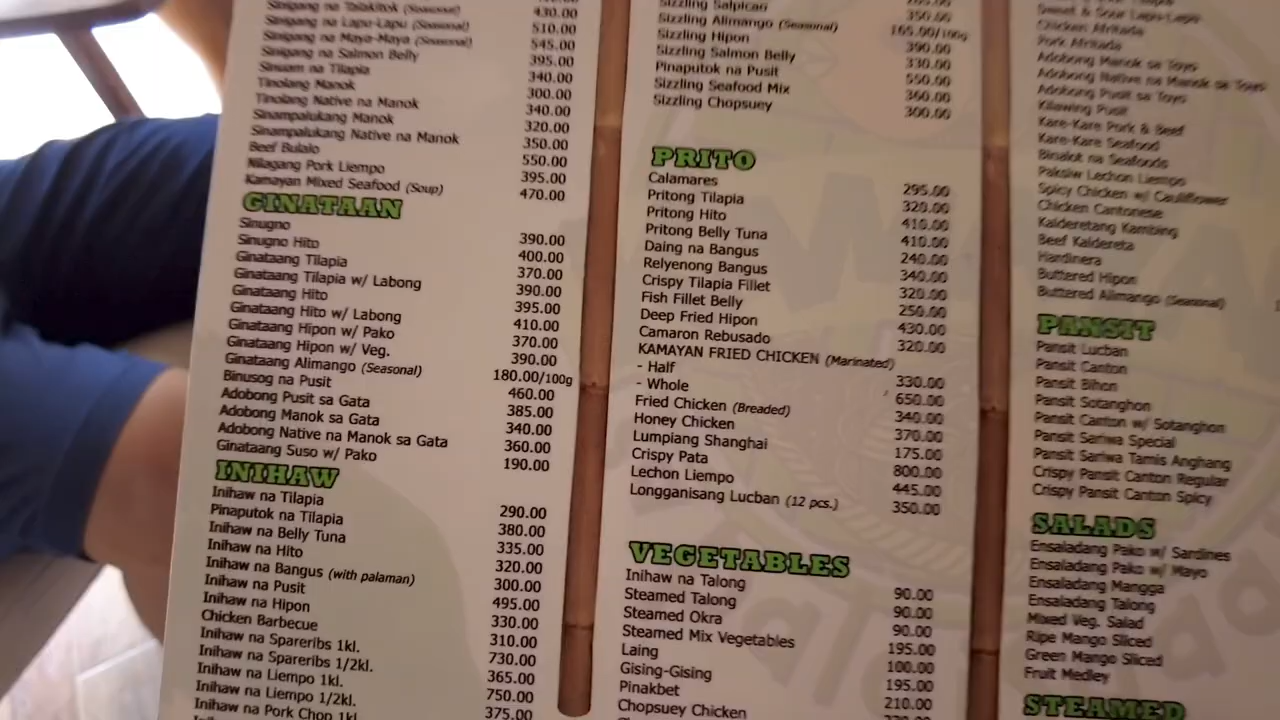 Sinigang na Talakitok (Seasonal) 430.00
Sinigang na Lapu-Lapu (Seasonal) 510.00
Sinigang na Maya-Maya (Seasonal) 545.00
Sinigang na Salmon Belly 395.00
Sinuam na Tilapia 340.00
Tinolang Manok 300.00
Tinolang Native na Manok 340.00
Sinampalukang Manok 320.00
Sinampalukang Native na Manok 350.00
Beef Bulalo 550.00
Nilagang Pork Liempo 395.00
Kamayan Mixed Seafood (Soup) 470.00
GINATAAN
Sinugno 390.00
Sinugno Hito 400.00
Ginataang Tilapia 370.00
Ginataang Tilapia w/ Labong 390.00
Ginataang Hito 395.00
Ginataang Hito w/ Labong 410.00
Ginataang Hipon w/ Pako 370.00
Ginataang Hipon w/ Veg. 390.00
Ginataang Alimango (Seasonal) 180.00/100g
Binusog na Pusit 460.00
Adobong Pusit sa Gata 385.00
Adobong Manok sa Gata 340.00
Adobong Native na Manok sa Gata 360.00
Ginataang Suso w/ Pako 190.00
INIHAW
Inihaw na Tilapia 290.00
Pinaputok na Tilapia 380.00
Inihaw na Belly Tuna 335.00
Inihaw na Hito 320.00
Inihaw na Bangus (with palaman) 300.00
Inihaw na Pusit 495.00
Inihaw na Hipon 330.00
Chicken Barbecue 310.00
Inihaw na Spareribs 1kl. 730.00
Inihaw na Spareribs 1/2kl. 365.00
Inihaw na Liempo 1kl. 750.00
Inihaw na Liempo 1/2kl. 375.00
Inihaw na Pork Chop 1kl.
Sizzling Salpicao 350.00
Sizzling Alimango (Seasonal) 165.00/100g
Sizzling Hipon 390.00
Sizzling Salmon Belly 330.00
Pinaputok na Pusit 550.00
Sizzling Seafood Mix 360.00
Sizzling Chopsuey 300.00
PRITO
Calamares 295.00
Pritong Tilapia 320.00
Pritong Hito 410.00
Pritong Belly Tuna 410.00
Daing na Bangus 240.00
Relyenong Bangus 340.00
Crispy Tilapia Fillet 320.00
Fish Fillet Belly 250.00
Deep Fried Hipon 430.00
Camaron Rebusado 320.00
KAMAYAN FRIED CHICKEN (Marinated)
- Half 330.00
- Whole 650.00
Fried Chicken (Breaded) 340.00
Honey Chicken 370.00
Lumpiang Shanghai 175.00
Crispy Pata 800.00
Lechon Liempo 445.00
Longganisang Lucban (12 pcs.) 350.00
VEGETABLES
Inihaw na Talong 90.00
Steamed Talong 90.00
Steamed Okra 90.00
Steamed Mix Vegetables 195.00
Laing 100.00
Gising-Gising 195.00
Pinakbet 210.00
Chopsuey Chicken
Sweet & Sour Lapu-Lapu
Chicken Afritada
Pork Afritada
Adobong Manok sa Toyo
Adobong Native na Manok sa Toyo
Adobong Pusit sa Toyo
Kilawing Pusit
Kare-Kare Pork & Beef
Kare-Kare Seafood
Binalot na Seafoods
Paksiw Lechon Liempo
Spicy Chicken w/ Cauliflower
Chicken Cantonese
Kalderetang Kambing
Beef Kaldereta
Hardinera
Buttered Hipon
Buttered Alimango (Seasonal)
PANSIT
Pansit Lucban
Pansit Canton
Pansit Bihon
Pansit Sotanghon
Pansit Canton w/ Sotanghon
Pansit Sariwa Special
Pansit Sariwa Tamis Anghang
Crispy Pansit Canton Regular
Crispy Pansit Canton Spicy
SALADS
Ensaladang Pako w/ Sardines
Ensaladang Pako w/ Mayo
Ensaladang Mangga
Ensaladang Talong
Mixed Veg. Salad
Ripe Mango Sliced
Green Mango Sliced
Fruit Medley
STEAMED